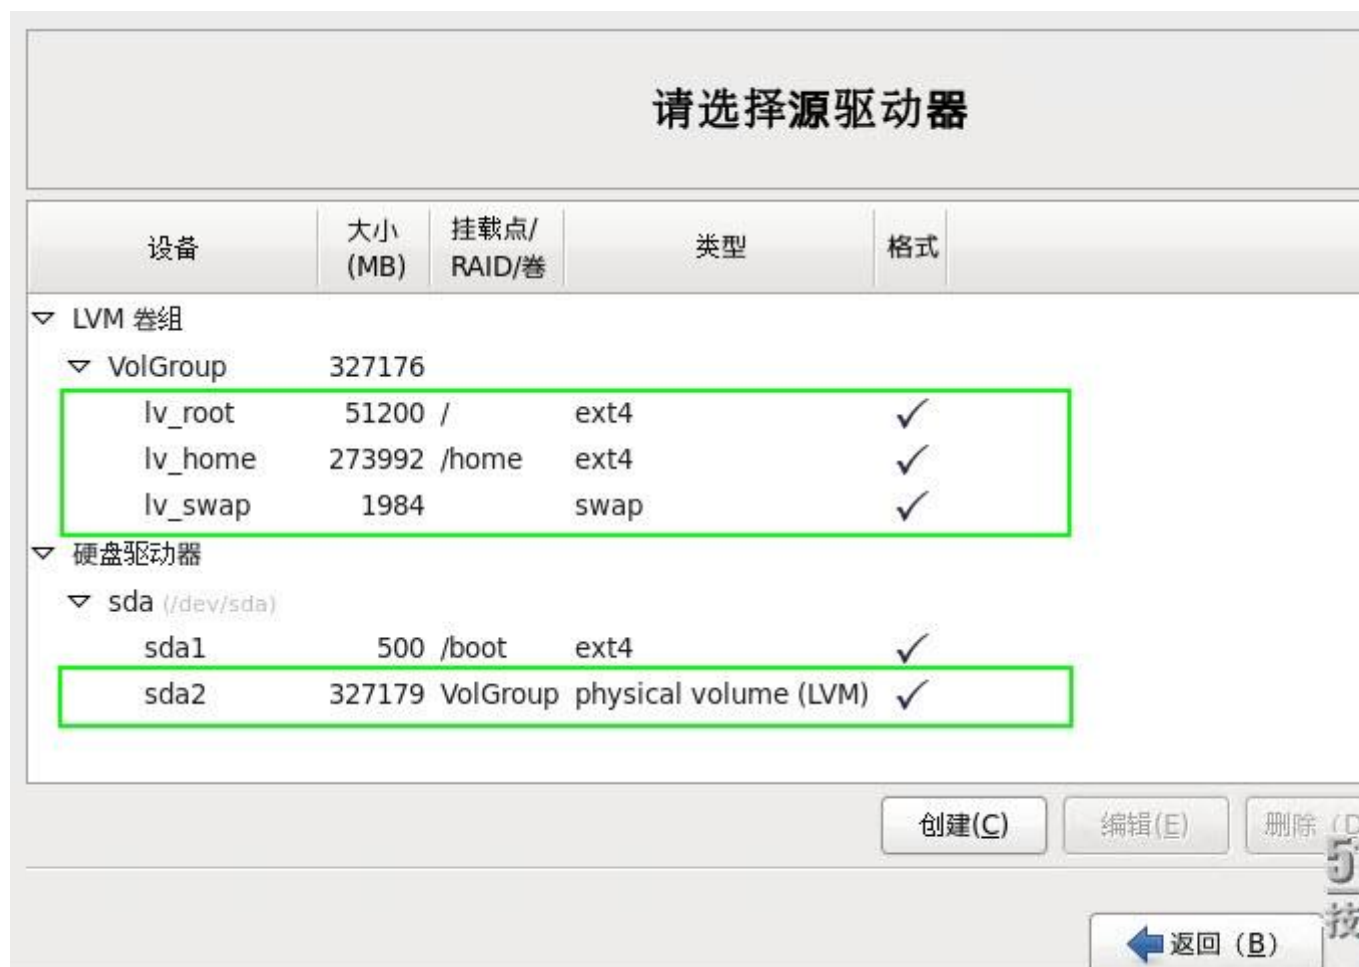 请选择源驱动器
设备 大小 (MB) 挂载点/ RAID/卷 类型 格式
LVM 卷组
VolGroup 327176
lv_root 51200 / ext4
lv_home 273992 /home ext4
lv_swap 1984 swap
硬盘驱动器
sda (/dev/sda)
sda1 500 /boot ext4
sda2 327179 VolGroup physical volume (LVM)
创建(C) 编辑(E) 删除 (D
5
技
返回 (B)